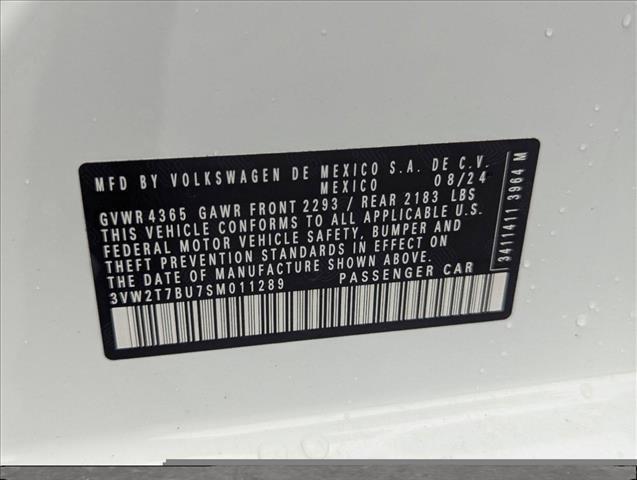 MFD BY VOLKSWAGEN DE MEXICO S.A. DE C.V.
MEXICO 08/24
GVWR 4365 GAWR FRONT 2293 / REAR 2183 LBS
THIS VEHICLE CONFORMS TO ALL APPLICABLE U.S.
FEDERAL MOTOR VEHICLE SAFETY, BUMPER AND
THEFT PREVENTION STANDARDS IN EFFECT ON
THE DATE OF MANUFACTURE SHOWN ABOVE.
3VW2T7BU7SM011289 PASSENGER CAR
3411411 3964 M